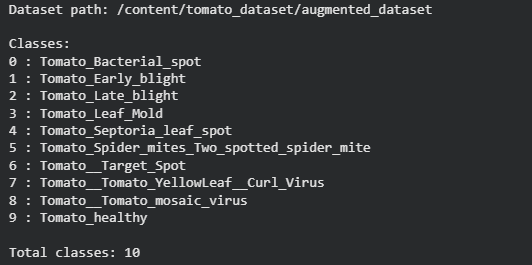 Dataset path: /content/tomato_dataset/augmented_dataset
Classes:
0 : Tomato_Bacterial_spot
1 : Tomato_Early_blight
2 : Tomato_Late_blight
3 : Tomato_Leaf_Mold
4 : Tomato_Septoria_leaf_spot
5 : Tomato_Spider_mites_Two_spotted_spider_mite
6 : Tomato__Target_Spot
7 : Tomato__Tomato_YellowLeaf__Curl_Virus
8 : Tomato__Tomato_mosaic_virus
9 : Tomato_healthy
Total classes: 10